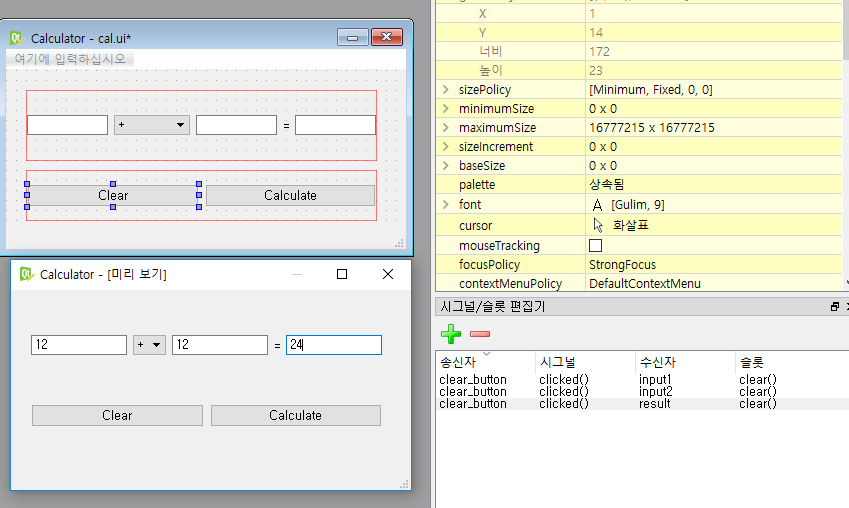 Calculator - cal.ui*
여기에 입력하십시오
+
=
Clear
Calculate
Calculator - [미리 보기]
12
+
12
=
24
Clear
Calculate
X 1
Y 14
너비 172
높이 23
sizePolicy [Minimum, Fixed, 0, 0]
minimumSize 0 x 0
maximumSize 16777215 x 16777215
sizeIncrement 0 x 0
baseSize 0 x 0
palette 상속됨
font A [Gulim, 9]
cursor 화살표
mouseTracking
focusPolicy StrongFocus
contextMenuPolicy DefaultContextMenu
시그널/슬롯 편집기
송신자 시그널 수신자 슬롯
clear_button clicked() input1 clear()
clear_button clicked() input2 clear()
clear_button clicked() result clear()